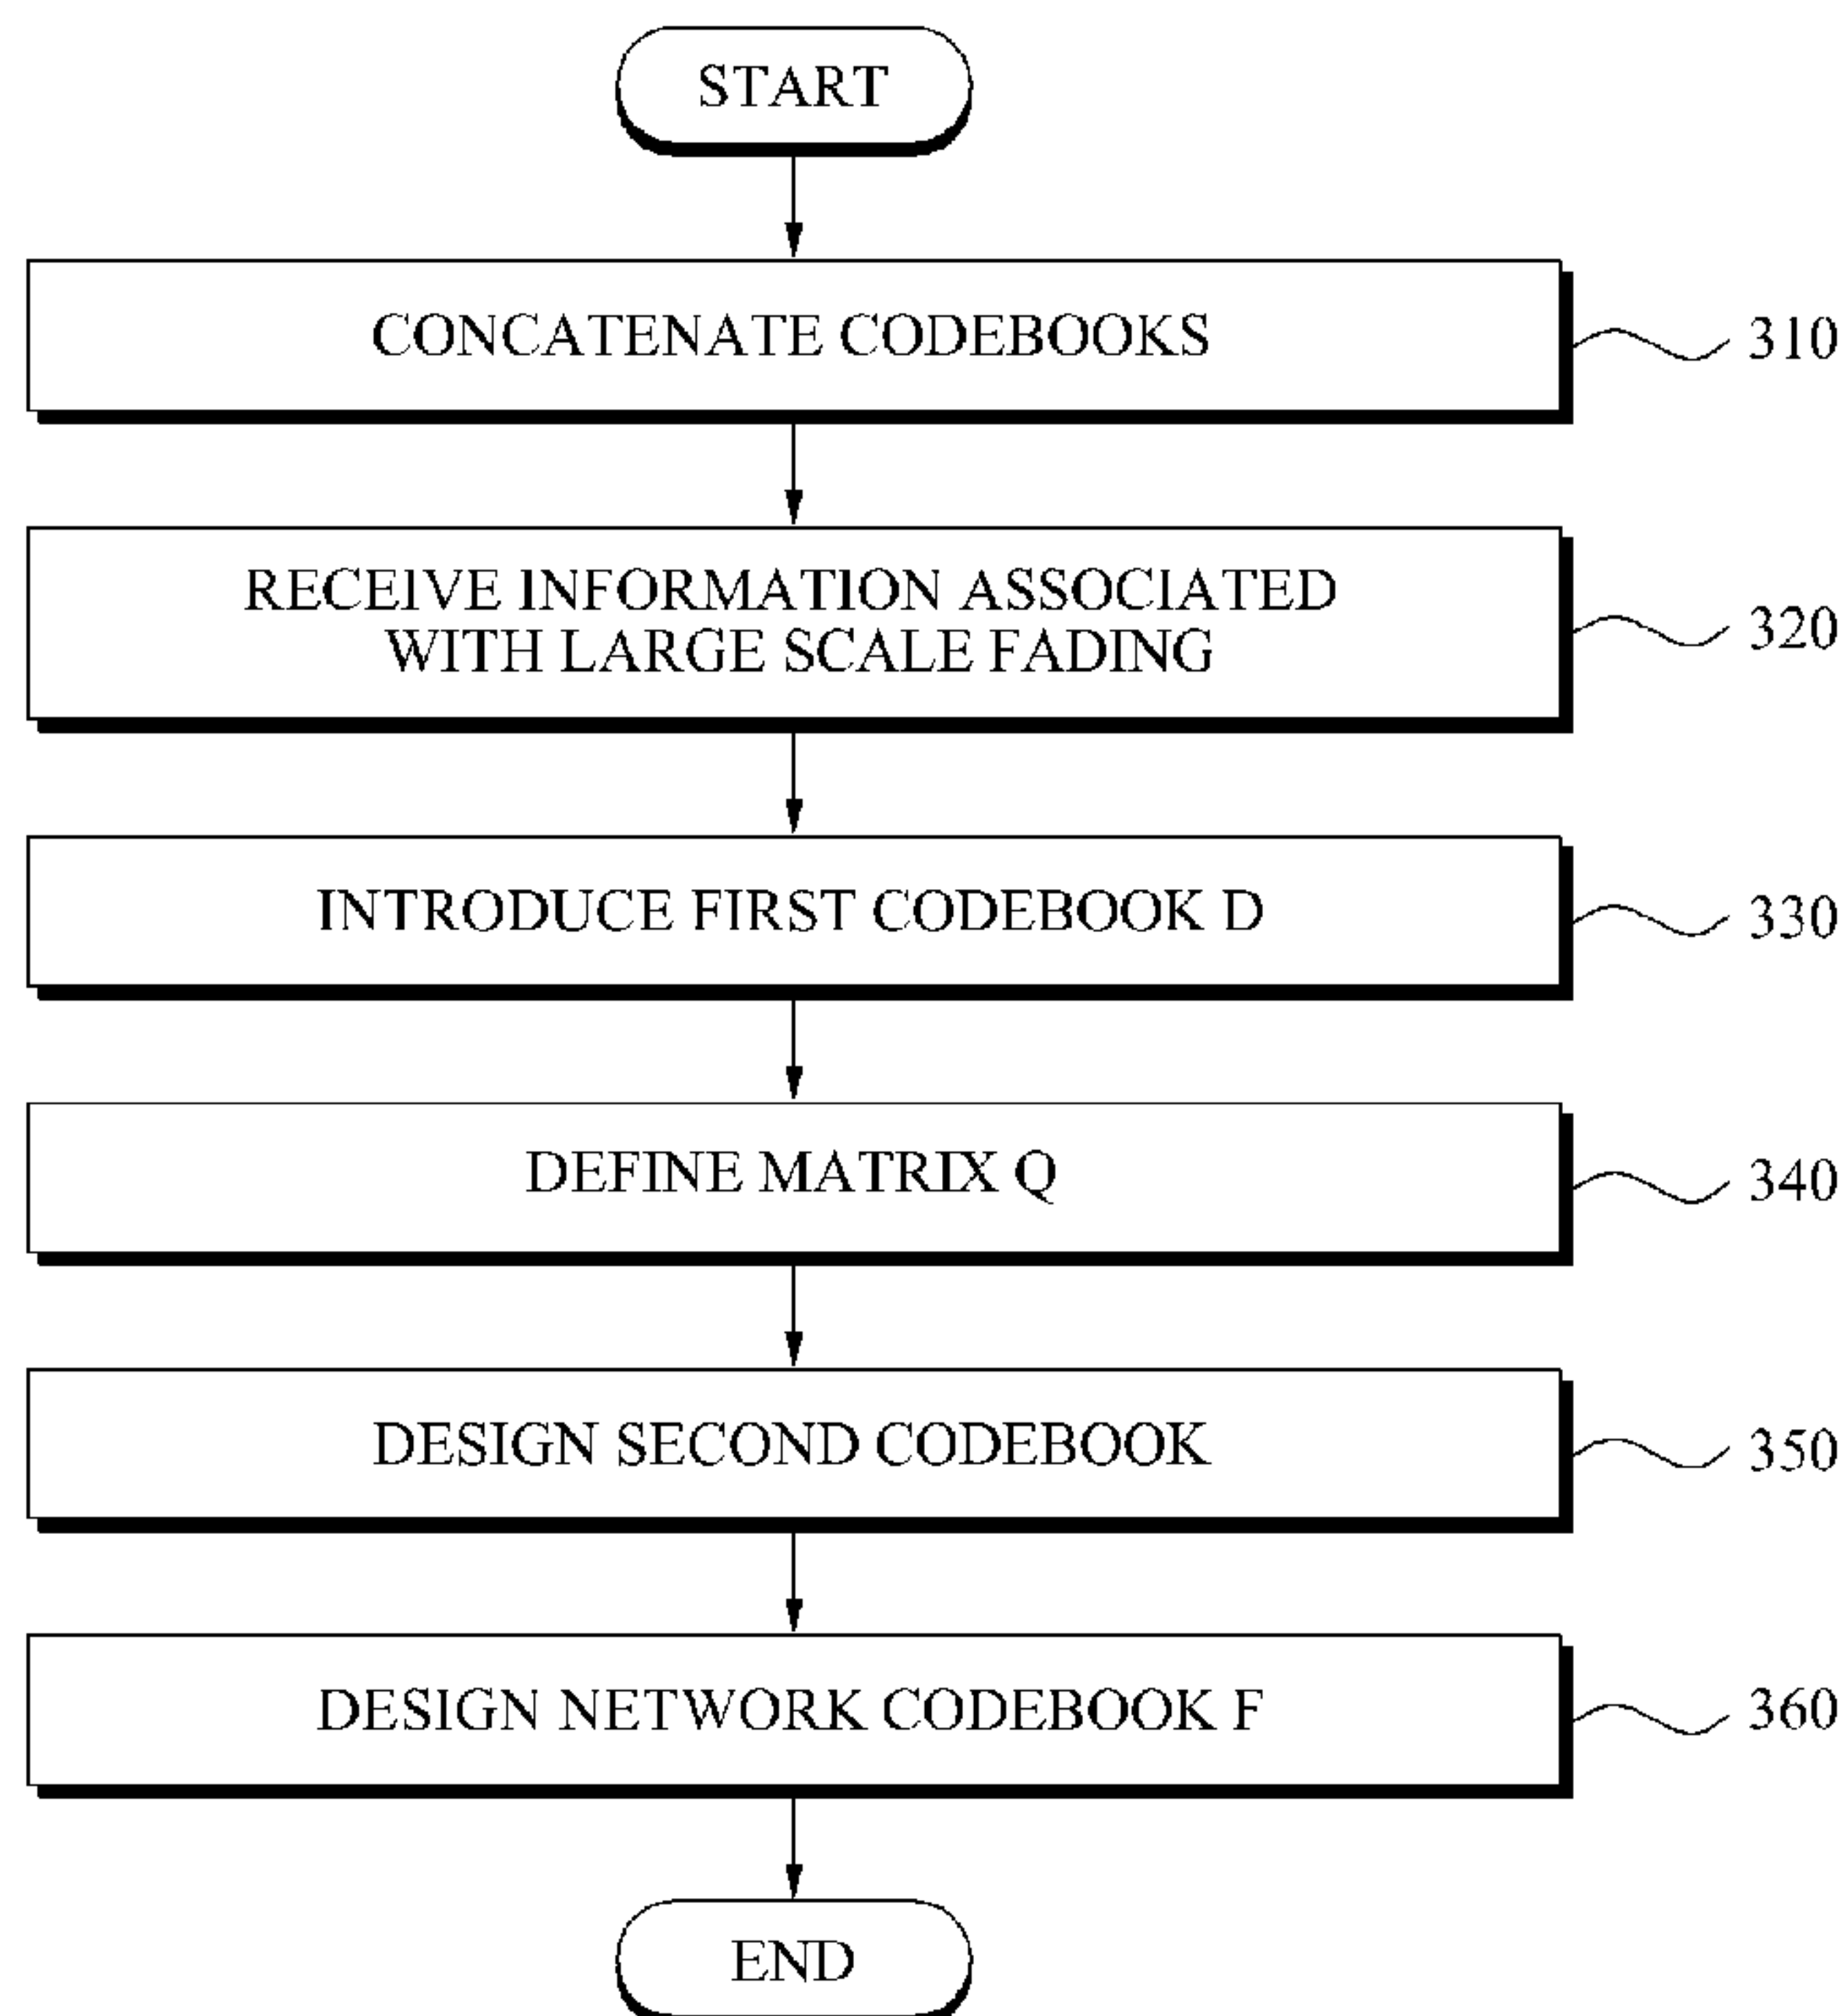 START
CONCATENATE CODEBOOKS
310
RECEIVE INFORMATION ASSOCIATED
WITH LARGE SCALE FADING
320
INTRODUCE FIRST CODEBOOK D
330
DEFINE MATRIX Q
340
DESIGN SECOND CODEBOOK
350
DESIGN NETWORK CODEBOOK F
360
END